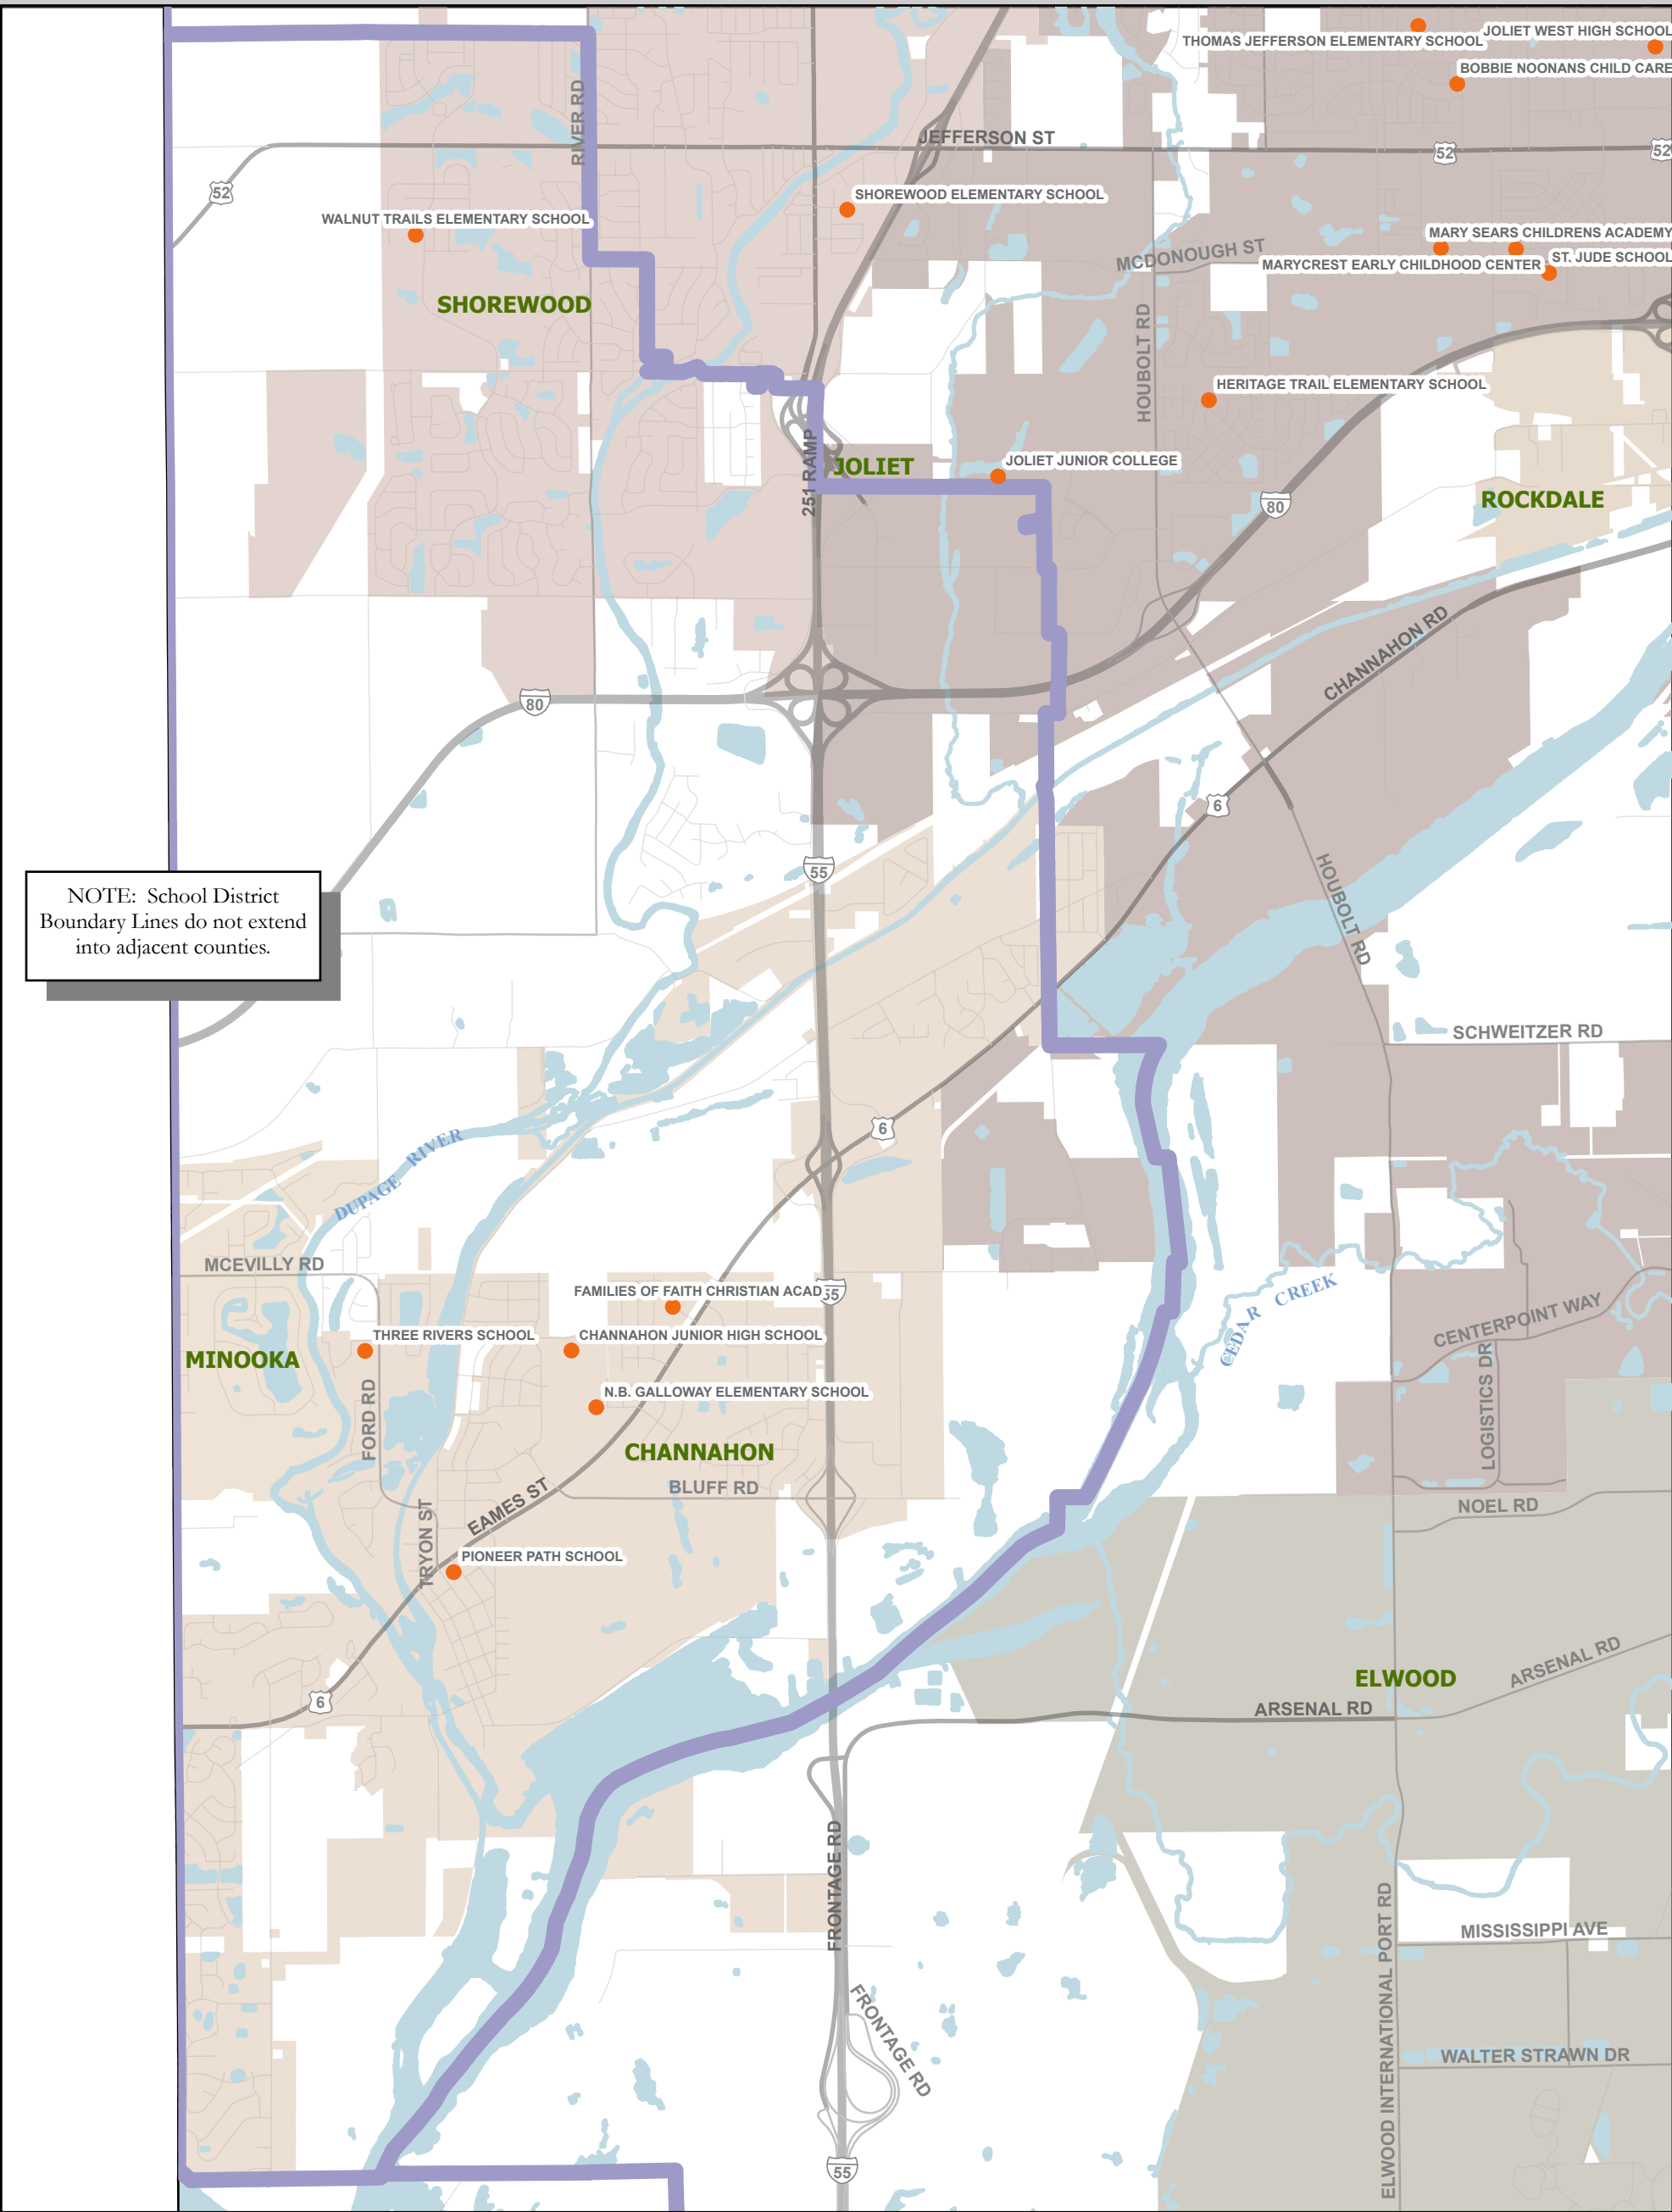 THOMAS JEFFERSON ELEMENTARY SCHOOL
JOLIET WEST HIGH SCHOOL
BOBBIE NOONANS CHILD CARE
RIVER RD
JEFFERSON ST
52
52
52
SHOREWOOD ELEMENTARY SCHOOL
WALNUT TRAILS ELEMENTARY SCHOOL
MARY SEARS CHILDRENS ACADEMY
MCDONOUGH ST
MARYCREST EARLY CHILDHOOD CENTER
ST. JUDE SCHOOL
SHOREWOOD
HOUBOLT RD
HERITAGE TRAIL ELEMENTARY SCHOOL
251 RAMP
JOLIET
JOLIET JUNIOR COLLEGE
ROCKDALE
80
CHANNAHON RD
80
6
55
NOTE: School District
Boundary Lines do not extend
into adjacent counties.
HOUBOLT RD
SCHWEITZER RD
6
DUPAGE RIVER
MCEVILLY RD
FAMILIES OF FAITH CHRISTIAN ACAD
55
CEDAR CREEK
CENTERPOINT WAY
THREE RIVERS SCHOOL
CHANNAHON JUNIOR HIGH SCHOOL
MINOOKA
N.B. GALLOWAY ELEMENTARY SCHOOL
FORD RD
LOGISTICS DR
CHANNAHON
BLUFF RD
EAMES ST
NOEL RD
TRYON ST
PIONEER PATH SCHOOL
ARSENAL RD
ELWOOD
ARSENAL RD
6
FRONTAGE RD
MISSISSIPPI AVE
ELWOOD INTERNATIONAL PORT RD
FRONTAGE RD
WALTER STRAWN DR
55